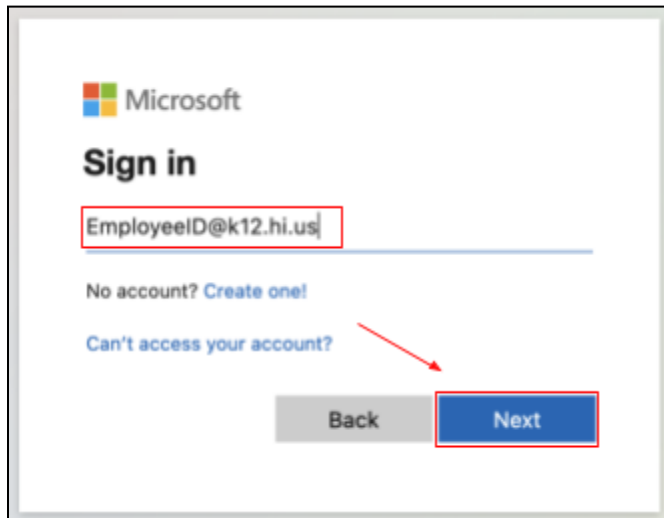 Microsoft
Sign in
EmployeeID@k12.hi.us
No account? Create one!
Can't access your account?
Back Next